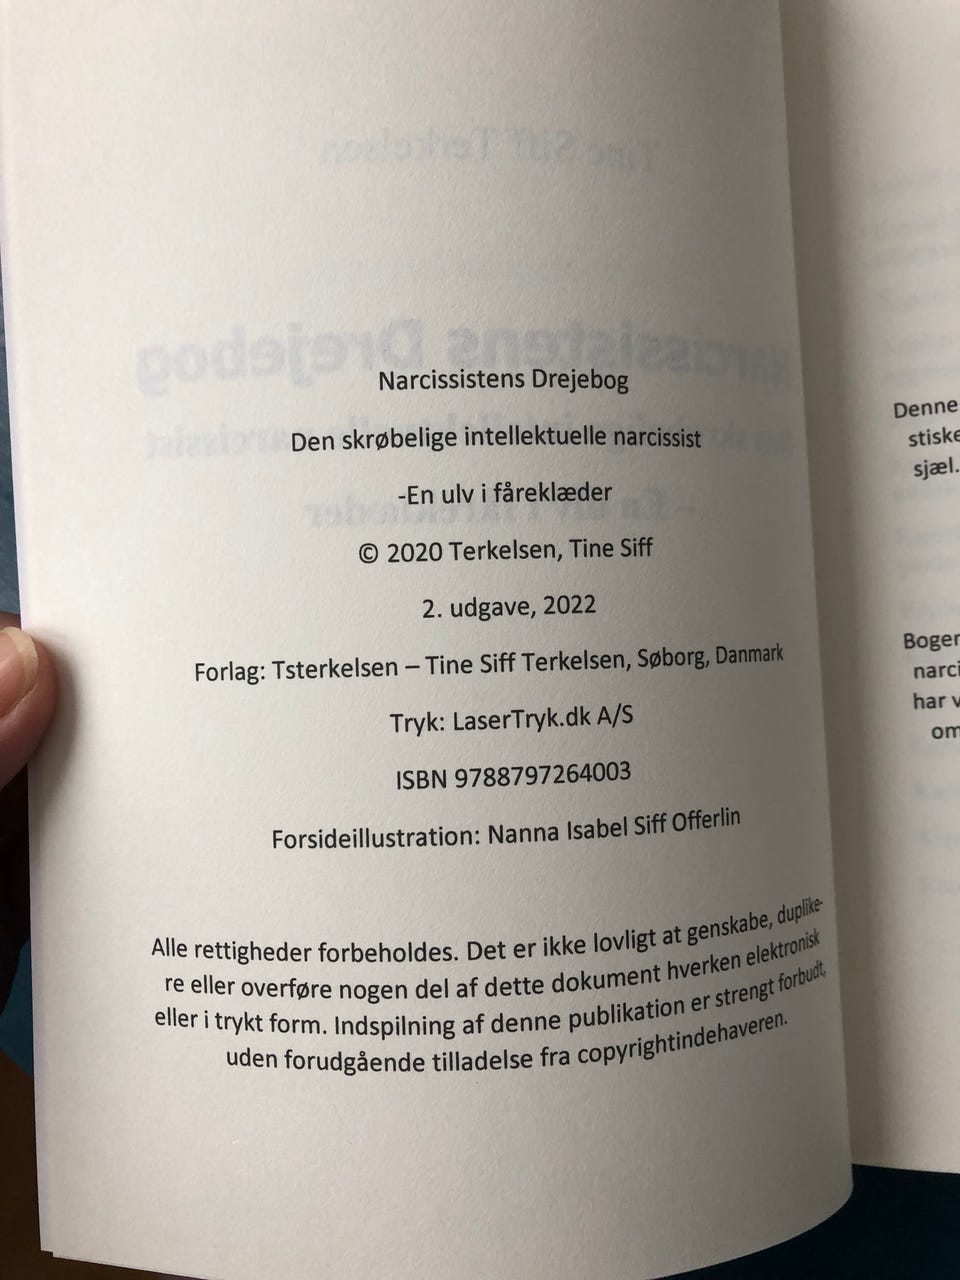 Narcissistens Drejebog
Den skrøbelige intellektuelle narcissist
-En ulv i fåreklæder
© 2020 Terkelsen, Tine Siff
2. udgave, 2022
Forlag: Tsterkelsen – Tine Siff Terkelsen, Søborg, Danmark
Tryk: LaserTryk.dk A/S
ISBN 9788797264003
Forsideillustration: Nanna Isabel Siff Offerlin
Alle rettigheder forbeholdes. Det er ikke lovligt at genskabe, duplike-
re eller overføre nogen del af dette dokument hverken elektronisk
eller i trykt form. Indspilning af denne publikation er strengt forbudt,
uden forudgående tilladelse fra copyrightindehaveren.
Denne
stiske
sjæl.
Boger
narci
har v
om